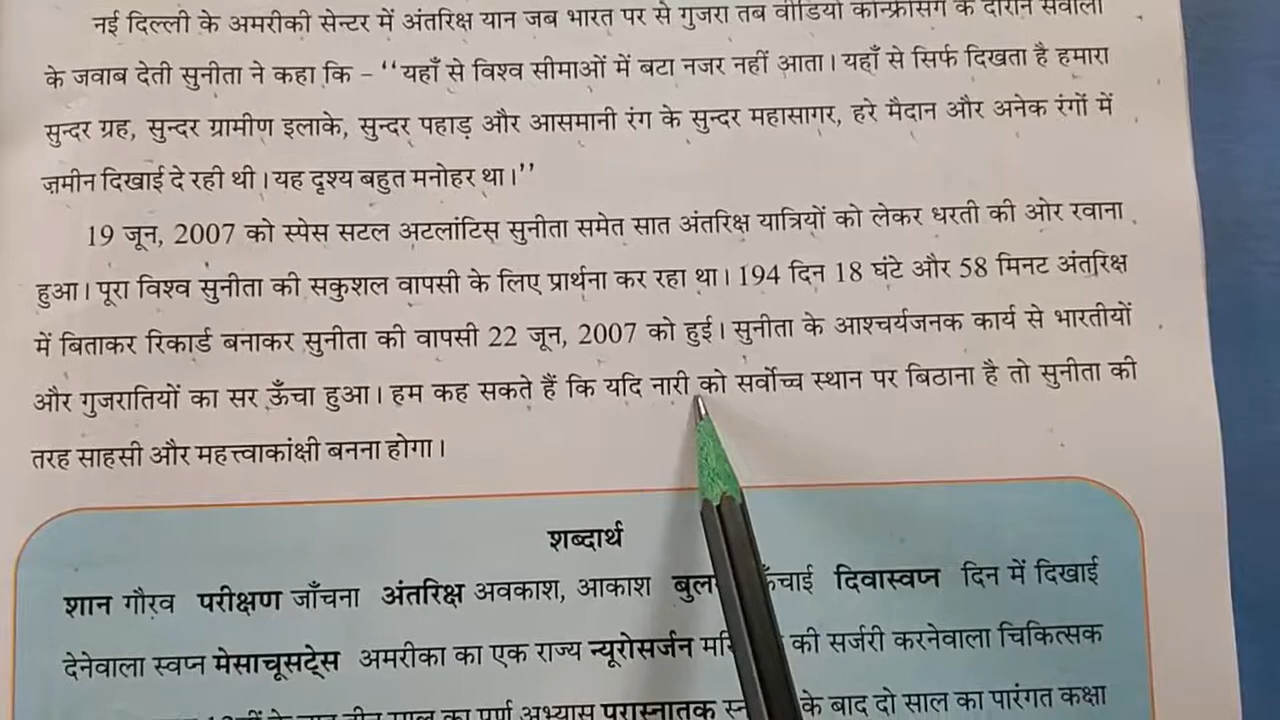 नई दिल्ली के अमरीकी सेन्टर में अंतरिक्ष यान जब भारत पर से गुजरा तब वीडियो कॉन्फ्रेंसिंग के दौरान सवालों
के जवाब देती सुनीता ने कहा कि – ‘‘यहाँ से विश्व सीमाओं में बटा नजर नहीं आता। यहाँ से सिर्फ दिखता है हमारा
सुन्दर ग्रह, सुन्दर ग्रामीण इलाके, सुन्दर पहाड़ और आसमानी रंग के सुन्दर महासागर, हरे मैदान और अनेक रंगों में
ज़मीन दिखाई दे रही थी। यह दृश्य बहुत मनोहर था।’’
19 जून, 2007 को स्पेस सटल अटलांटिस सुनीता समेत सात अंतरिक्ष यात्रियों को लेकर धरती की ओर रवाना
हुआ। पूरा विश्व सुनीता की सकुशल वापसी के लिए प्रार्थना कर रहा था। 194 दिन 18 घंटे और 58 मिनट अंतरिक्ष
में बिताकर रिकार्ड बनाकर सुनीता की वापसी 22 जून, 2007 को हुई। सुनीता के आश्चर्यजनक कार्य से भारतीयों
और गुजरातियों का सर ऊँचा हुआ। हम कह सकते हैं कि यदि नारी को सर्वोच्च स्थान पर बिठाना है तो सुनीता की
तरह साहसी और महत्त्वाकांक्षी बनना होगा।
शब्दार्थ
शान गौरव परीक्षण जाँचना अंतरिक्ष अवकाश, आकाश ऊँचाई दिवास्वप्न दिन में दिखाई
देनेवाला स्वप्न मेसाचूसट्रेस अमरीका का एक राज्य न्यूरोसर्जन की सर्जरी करनेवाला चिकित्सक
साल का पूर्ण अभ्यास परास्नातक के बाद दो साल का पारंगत कक्षा